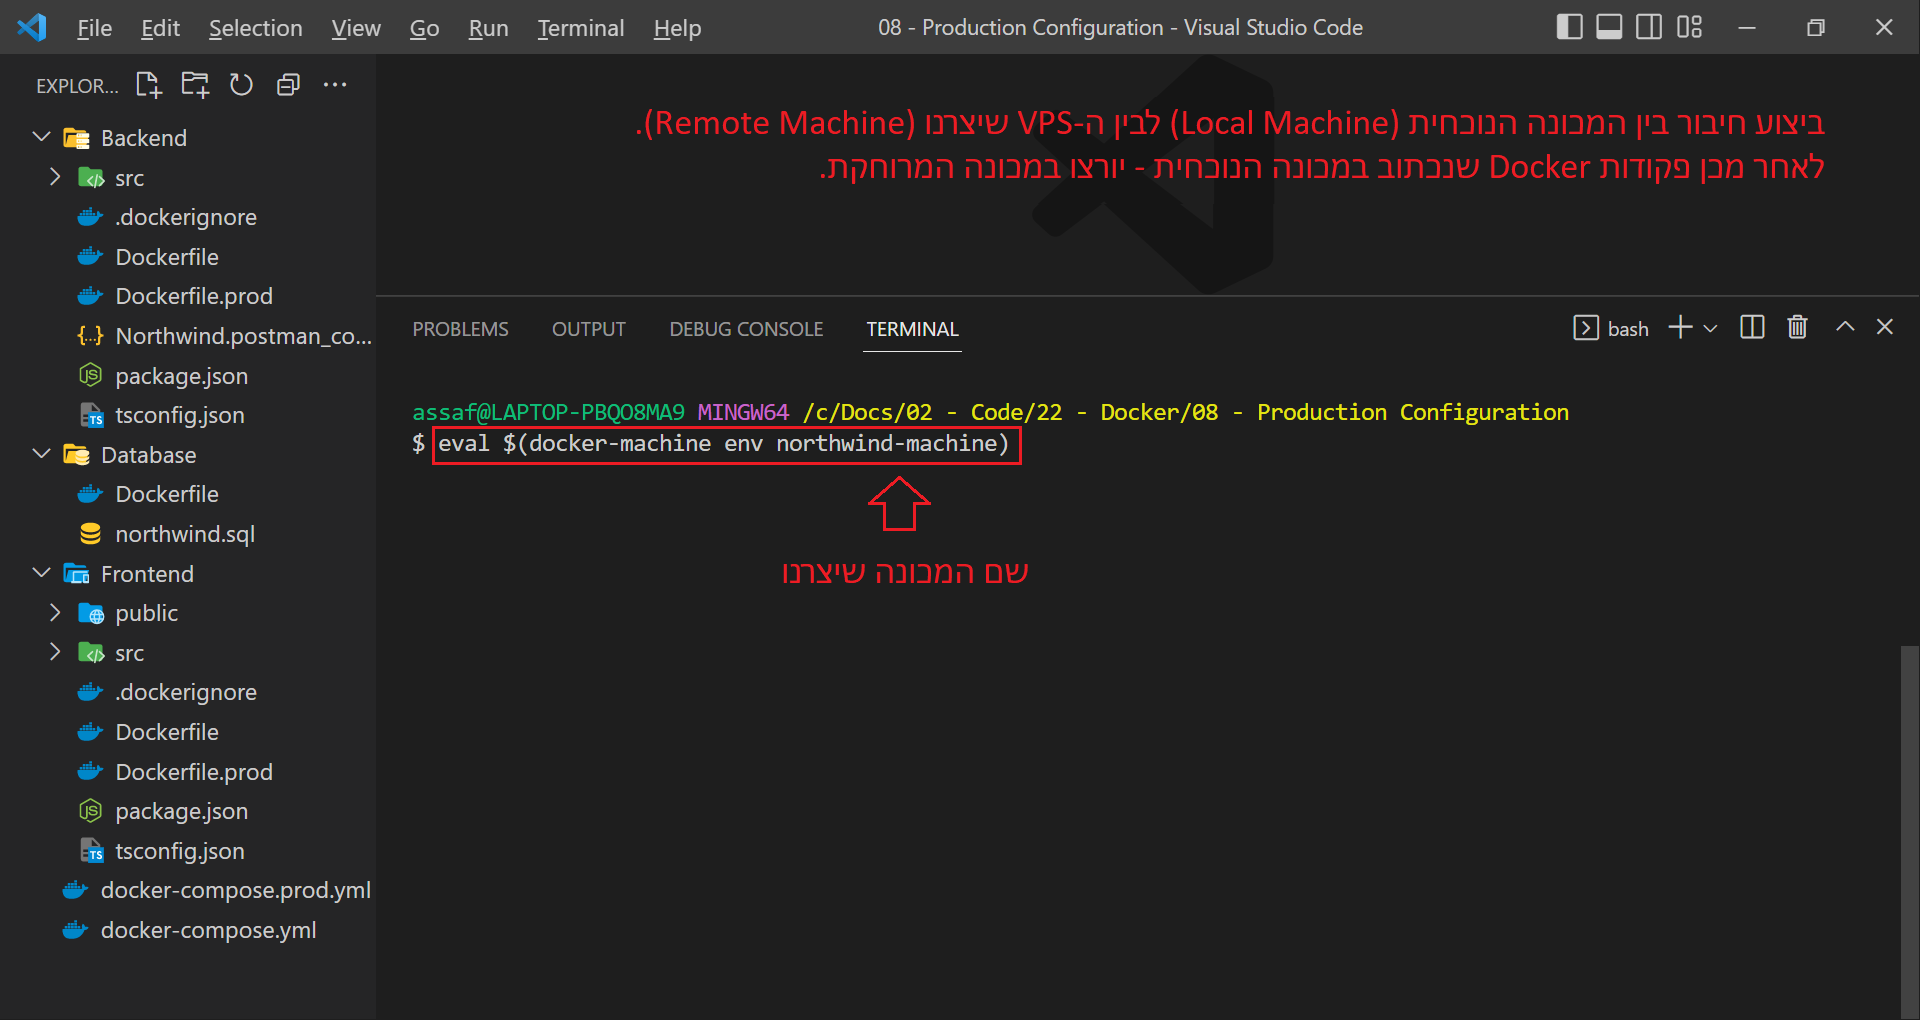 File Edit Selection View Go Run Terminal Help
08 - Production Configuration - Visual Studio Code
EXPLOR...
Backend
src
.dockerignore
Dockerfile
Dockerfile.prod
Northwind.postman_co...
package.json
tsconfig.json
Database
Dockerfile
northwind.sql
Frontend
public
src
.dockerignore
Dockerfile
Dockerfile.prod
package.json
tsconfig.json
docker-compose.prod.yml
docker-compose.yml
ביצוע חיבור בין המכונה הנוכחית (Local Machine) לבין ה-VPS שיצרנו (Remote Machine).
לאחר מכן פקודות Docker שנכתוב במכונה הנוכחית - יורצו במכונה המרוחקת.
PROBLEMS OUTPUT DEBUG CONSOLE TERMINAL
bash
assaf@LAPTOP-PBQO8MA9 MINGW64 /c/Docs/02 - Code/22 - Docker/08 - Production Configuration
$ eval $(docker-machine env northwind-machine)
שם המכונה שיצרנו